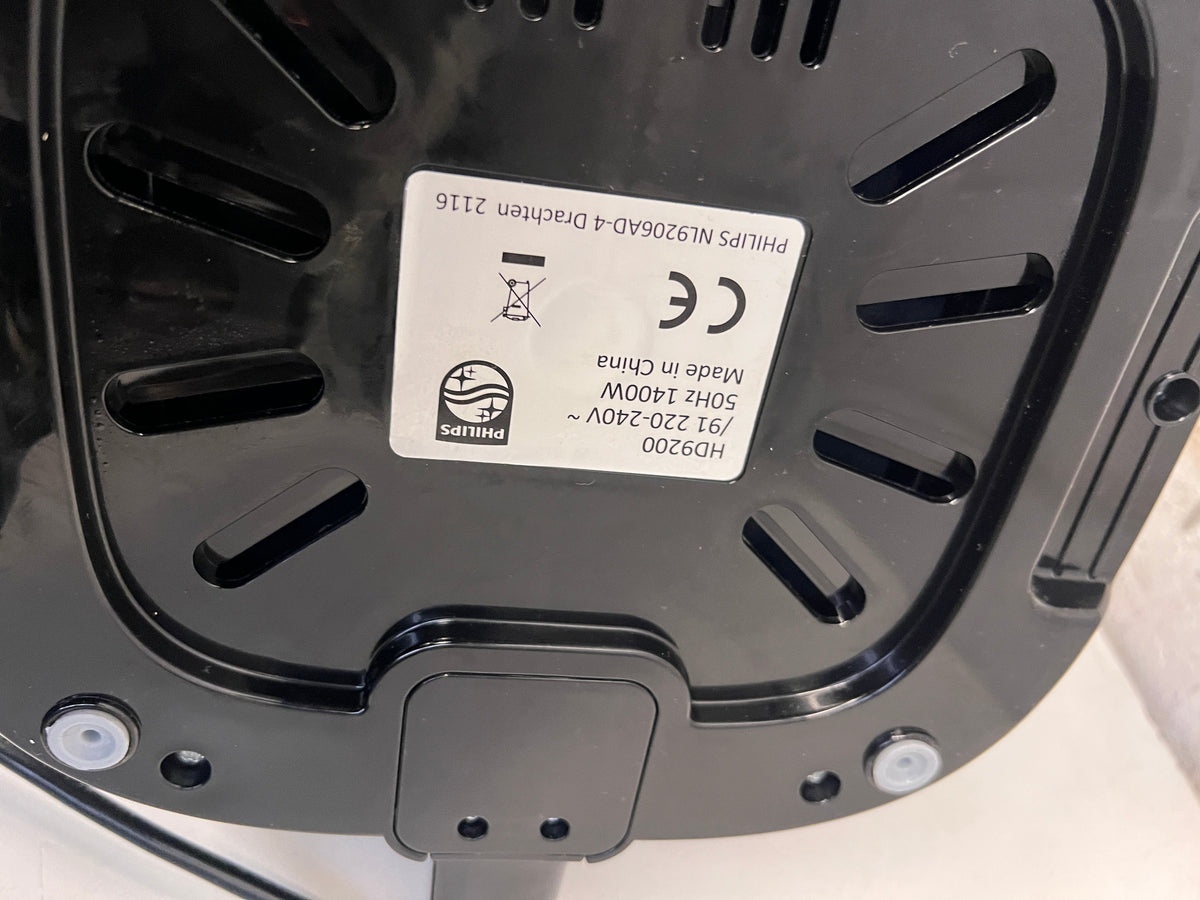 HD9200
/91 220-240V ~
50Hz 1400W
Made in China
PHILIPS
CE
PHILIPS NL9206AD-4 Drachten 2116